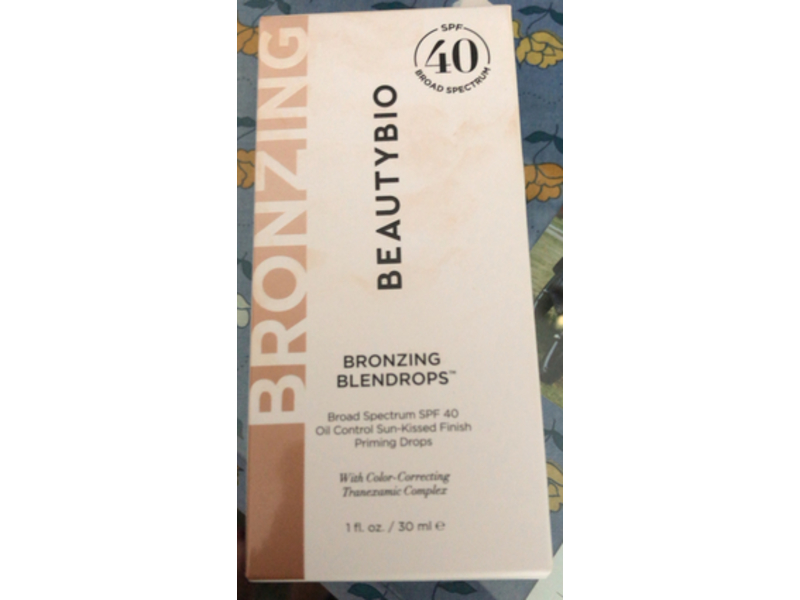 BRONZING
SPF
40
BROAD SPECTRUM
BEAUTYBIO
BRONZING
BLENDROPS™
Broad Spectrum SPF 40
Oil Control Sun-Kissed Finish
Priming Drops
With Color-Correcting
Tranexamic Complex
1 fl. oz. / 30 ml ℮